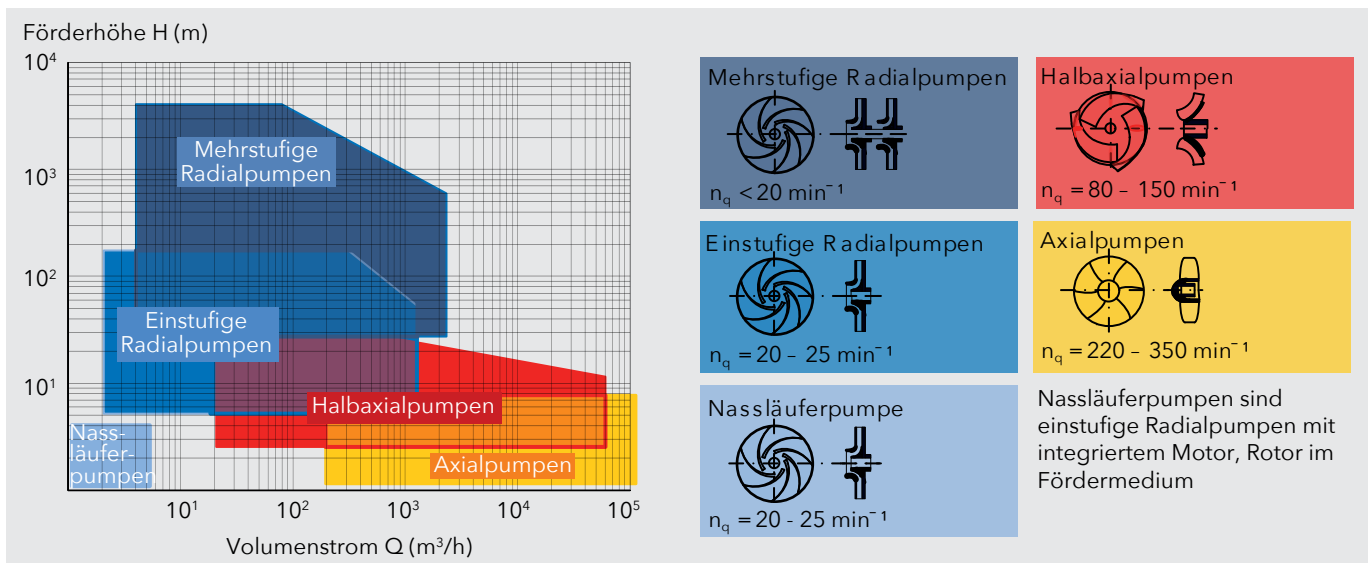 Förderhöhe H (m)
10⁴
10³
10²
10¹
Mehrstufige
Radialpumpen
Einstufige
Radialpumpen
Halbaxialpumpen
Nass-
läufer-
pumpen
Axialpumpen
10¹ 10² 10³ 10⁴ 10⁵
Volumenstrom Q (m³/h)
Mehrstufige Radialpumpen
n_q < 20 min⁻¹
Halbaxialpumpen
n_q = 80 – 150 min⁻¹
Einstufige Radialpumpen
n_q = 20 – 25 min⁻¹
Axialpumpen
n_q = 220 – 350 min⁻¹
Nassläuferpumpe
n_q = 20 - 25 min⁻¹
Nassläuferpumpen sind
einstufige Radialpumpen mit
integriertem Motor, Rotor im
Fördermedium